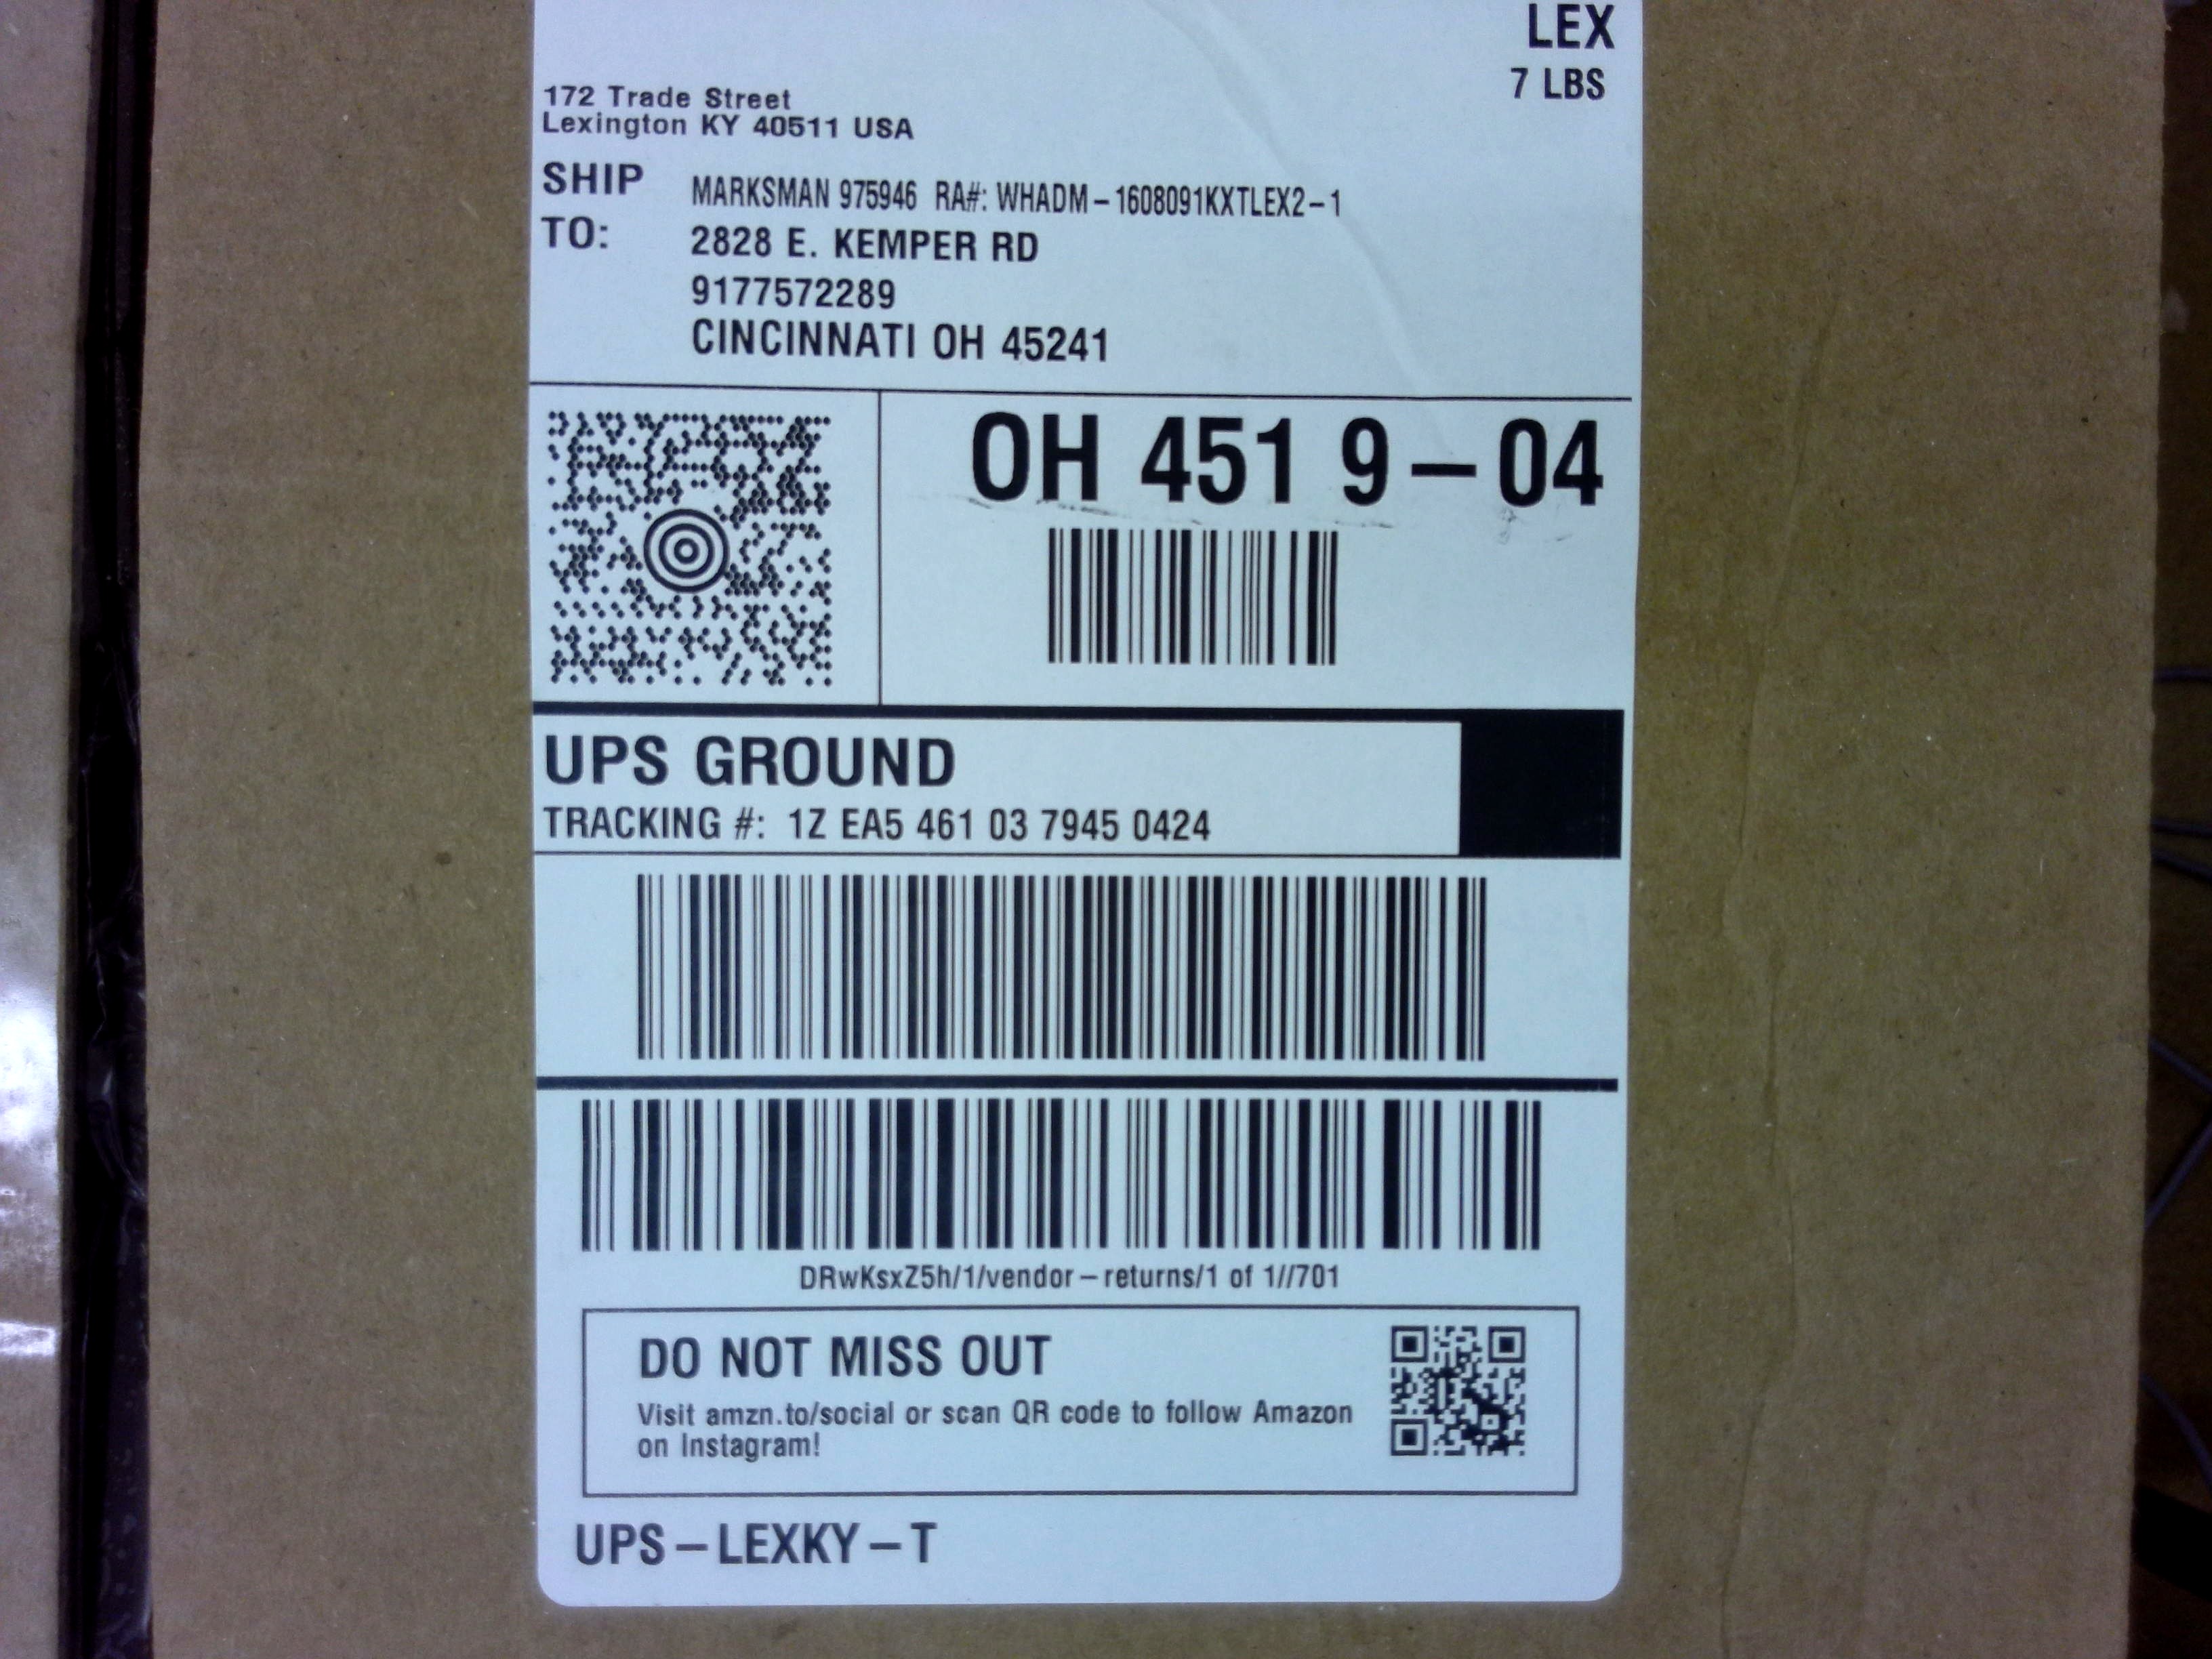 LEX
7 LBS
172 Trade Street
Lexington KY 40511 USA
SHIP TO:
MARKSMAN 975946 RA#: WHADM-1608091KXTLEX2-1
2828 E. KEMPER RD
9177572289
CINCINNATI OH 45241
OH 451 9-04
UPS GROUND
TRACKING #: 1Z EA5 461 03 7945 0424
DRwKsxZ5h/1/vendor-returns/1 of 1//701
DO NOT MISS OUT
Visit amzn.to/social or scan QR code to follow Amazon
on Instagram!
UPS-LEXKY-T